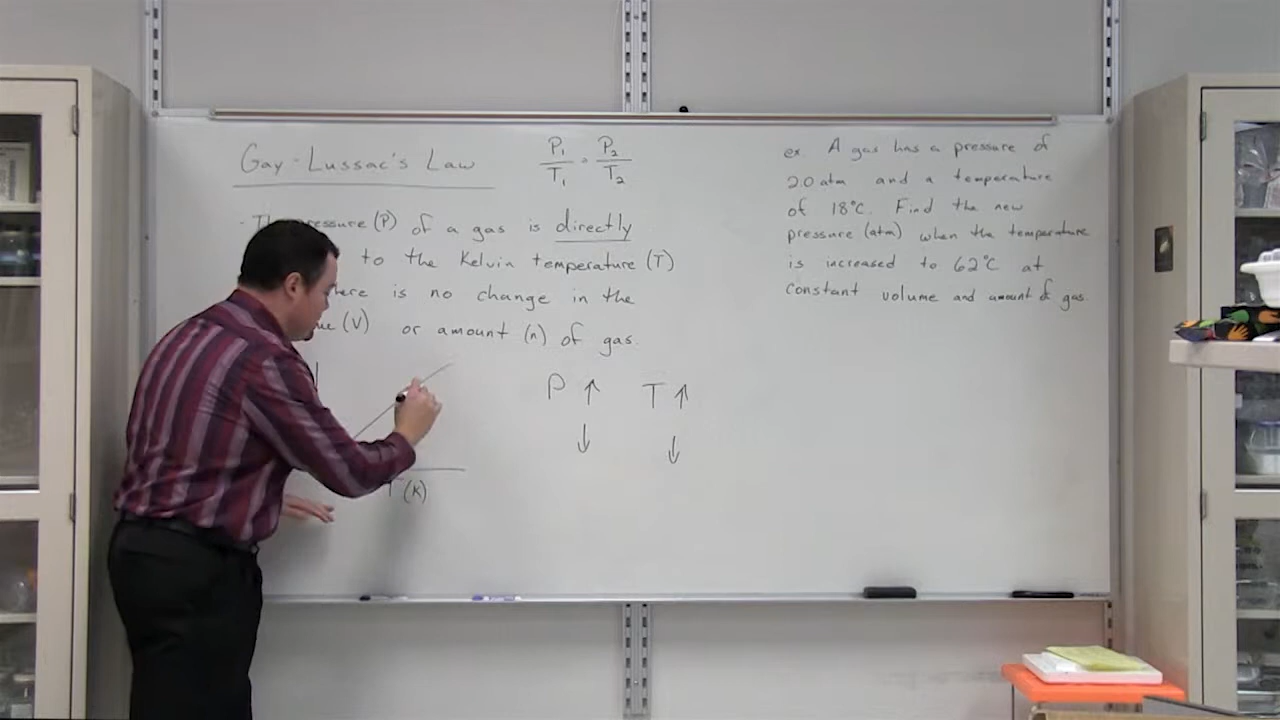 Gay-Lussac's Law
P₁ = P₂
T₁ T₂
- The pressure (P) of a gas is directly
to the Kelvin temperature (T)
is no change in the
(V) or amount (n) of gas.
P ↑ T ↑
↓ ↓
T (K)
ex. A gas has a pressure of
2.0 atm and a temperature
of 18°C. Find the new
pressure (atm) when the temperature
is increased to 62°C at
constant volume and amount of gas.